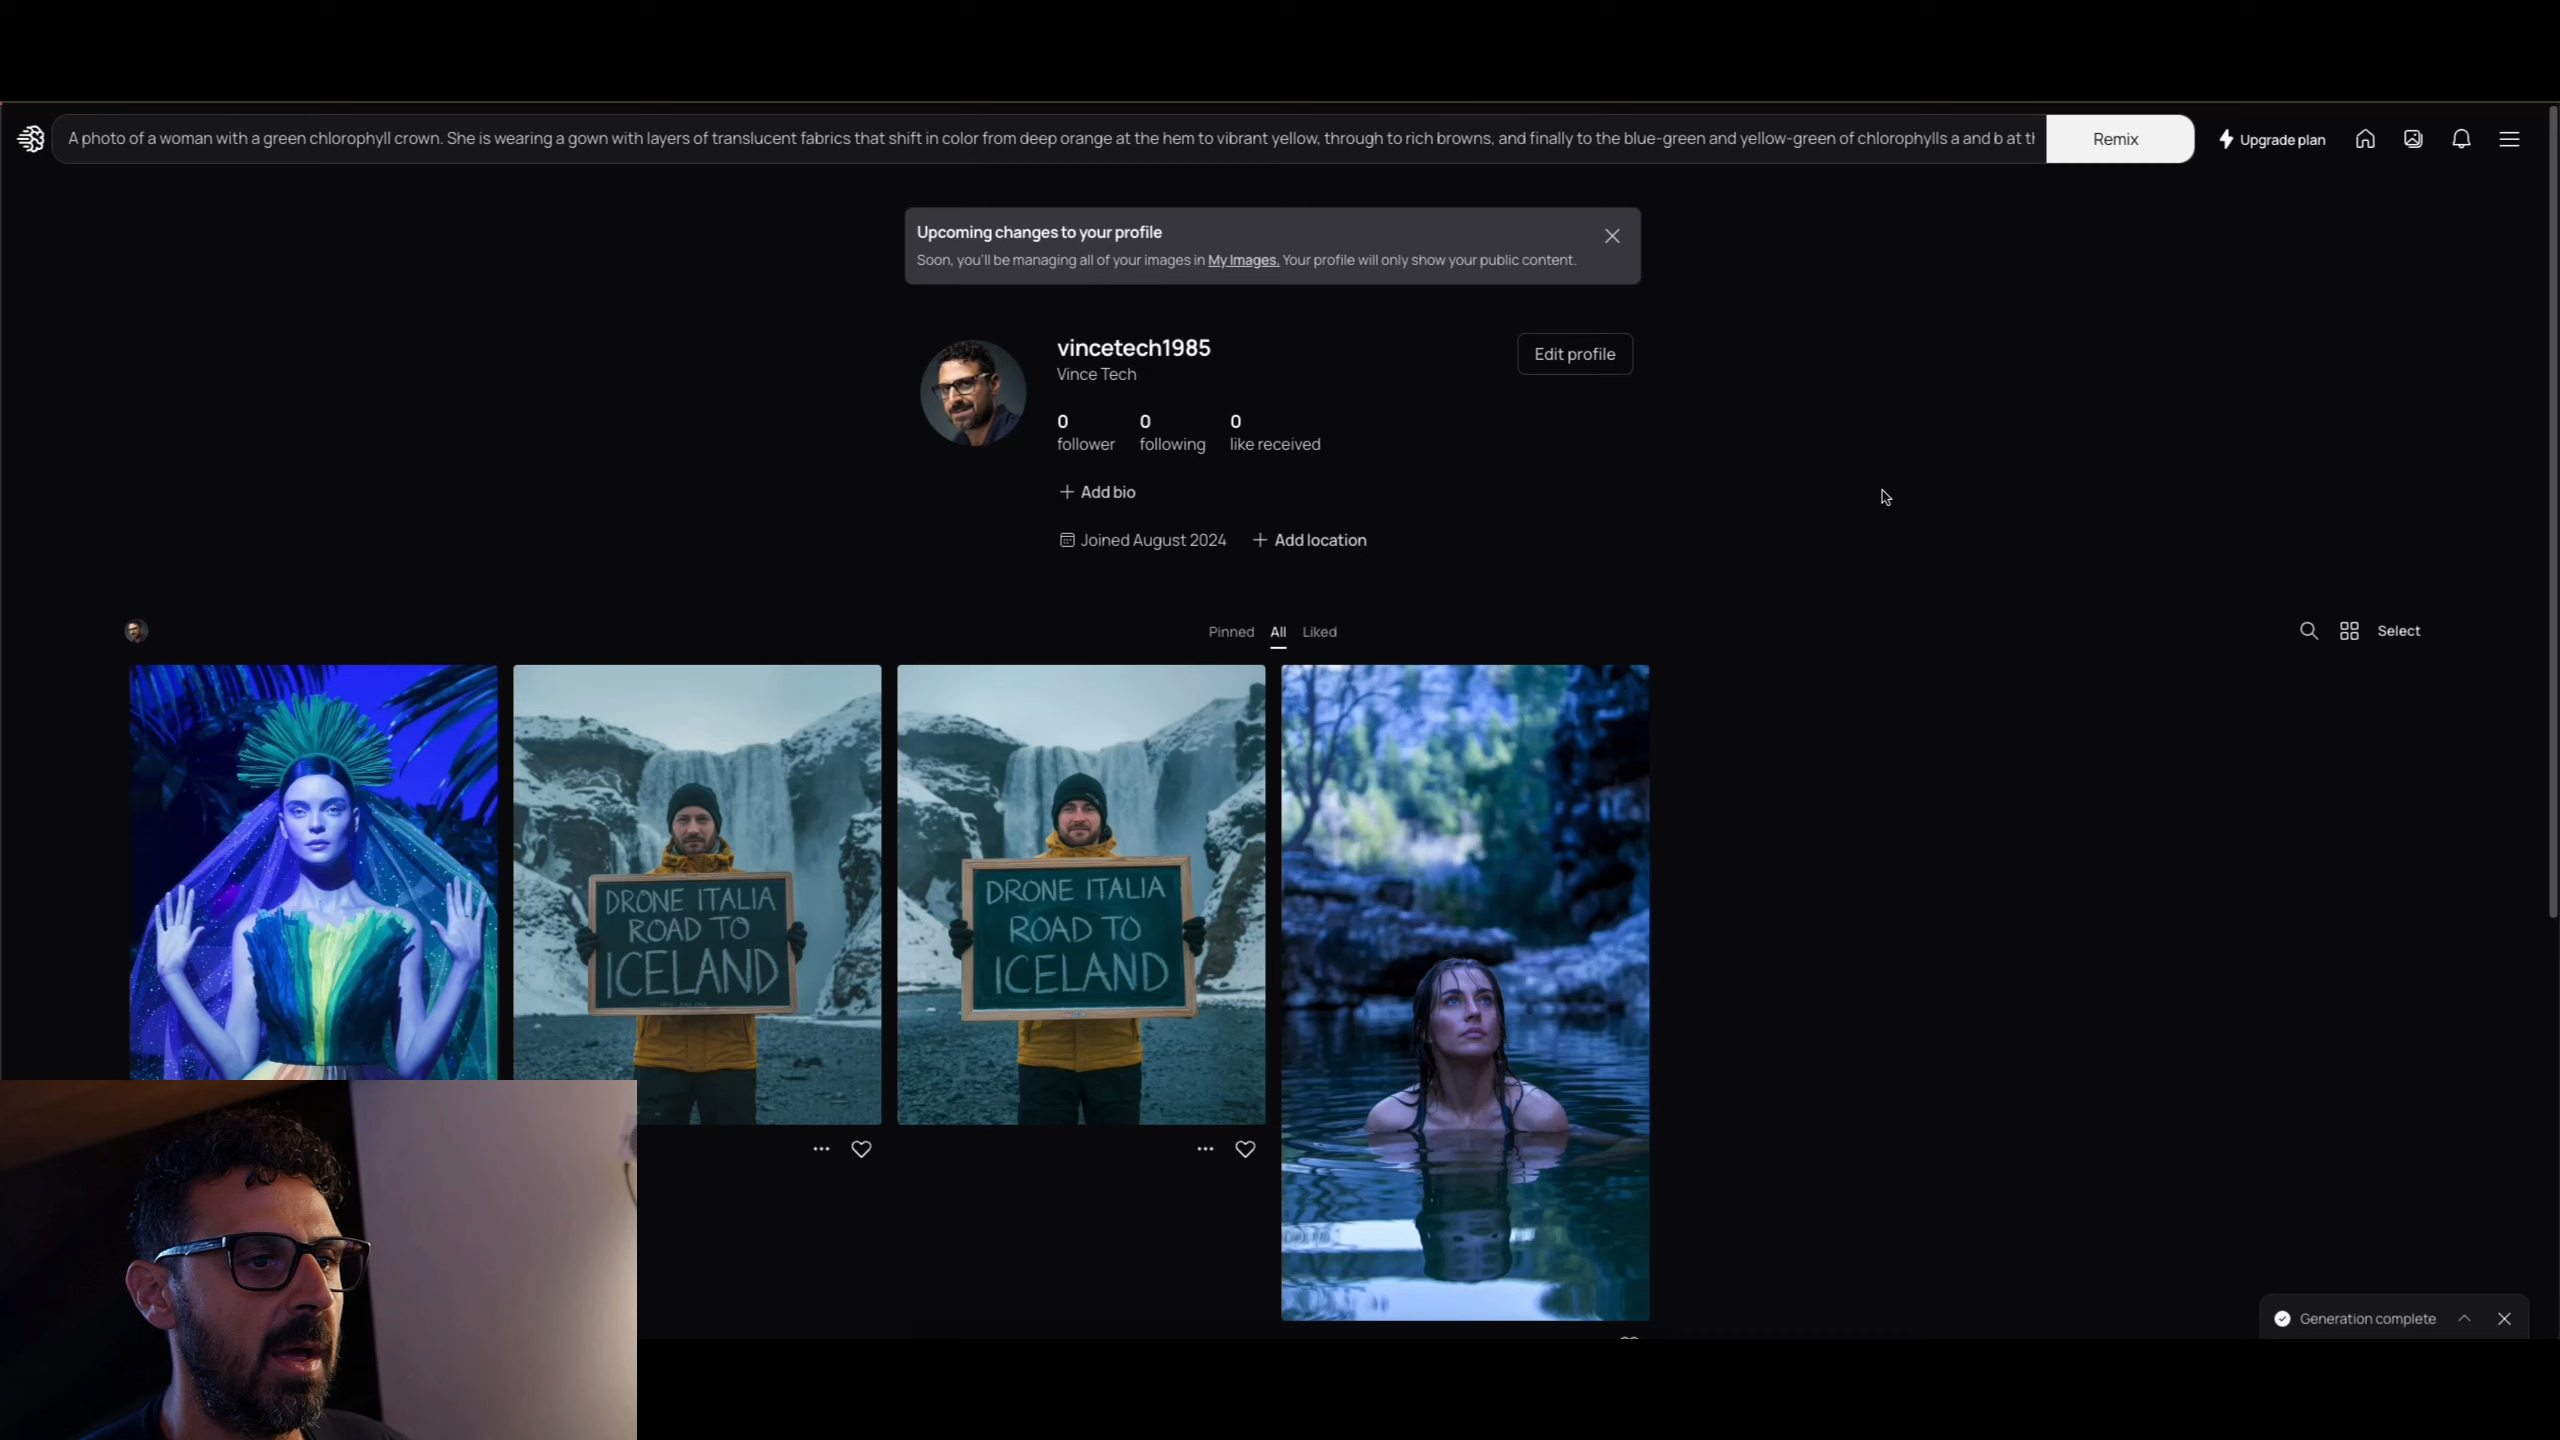 A photo of a woman with a green chlorophyll crown. She is wearing a gown with layers of translucent fabrics that shift in color from deep orange at the hem to vibrant yellow, through to rich browns, and finally to the blue-green and yellow-green of chlorophylls a and b at th
Remix
Upgrade plan
Upcoming changes to your profile
Soon, you'll be managing all of your images in My Images. Your profile will only show your public content.
vincetech1985
Edit profile
Vince Tech
0 0 0
follower following like received
Add bio
Joined August 2024 Add location
Pinned All Liked
Select
DRONE ITALIA
ROAD TO
ICELAND
DRONE ITALIA
ROAD TO
ICELAND
Generation complete